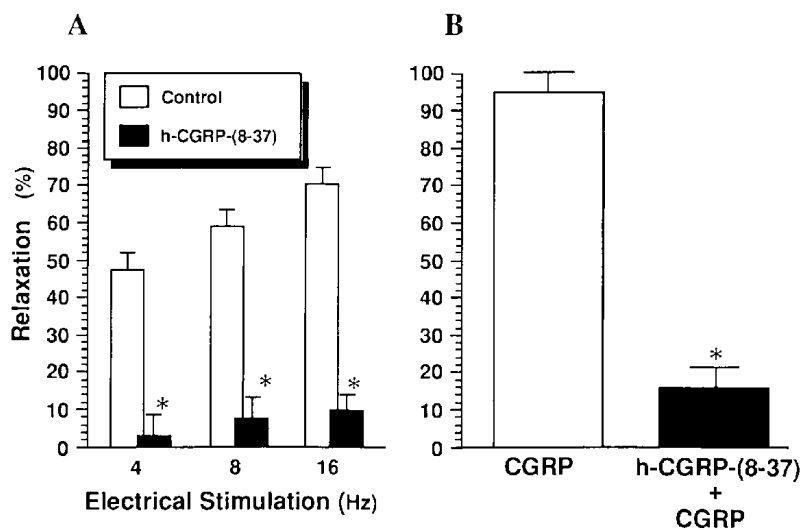 A
B
100
90
80
70
60
50
40
30
20
10
0
Relaxation (%)
Control
h-CGRP-(8-37)
*
*
*
4 8 16
Electrical Stimulation (Hz)
100
90
80
70
60
50
40
30
20
10
0
*
CGRP
h-CGRP-(8-37)
+
CGRP